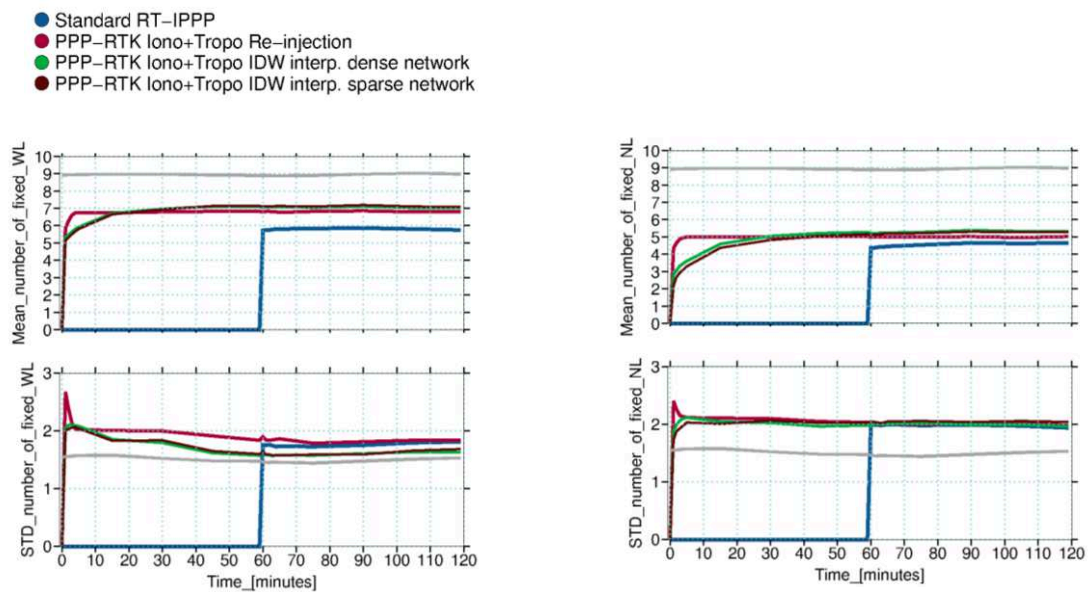 Standard RT−IPPP
PPP−RTK Iono+Tropo Re−injection
PPP−RTK Iono+Tropo IDW interp. dense network
PPP−RTK Iono+Tropo IDW interp. sparse network
Mean_number_of_fixed_WL
10
9
8
7
6
5
4
3
2
1
0
Mean_number_of_fixed_NL
10
9
8
7
6
5
4
3
2
1
0
STD_number_of_fixed_WL
3
2
1
0
0 10 20 30 40 50 60 70 80 90 100 110 120
Time_[minutes]
STD_number_of_fixed_NL
3
2
1
0
0 10 20 30 40 50 60 70 80 90 100 110 120
Time_[minutes]